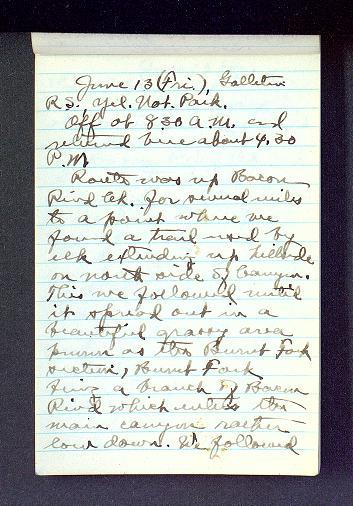 June 13 (Fri.), Gallatin
R.S., Yel. Nat. Park.
Off at 8.30 A.M. and
returned here about 4.30
P.M.
Route was up Bacon
Rind Ck. for several miles
to a point where we
found a trail used by
elk extending up hillside
on north side of Canyon.
This we followed until
it spread out in a
beautiful grassy area
known as the Burnt Fork
section, Burnt Fork
being a branch of Bacon
Rind which enters the
main canyon rather
low down. We followed